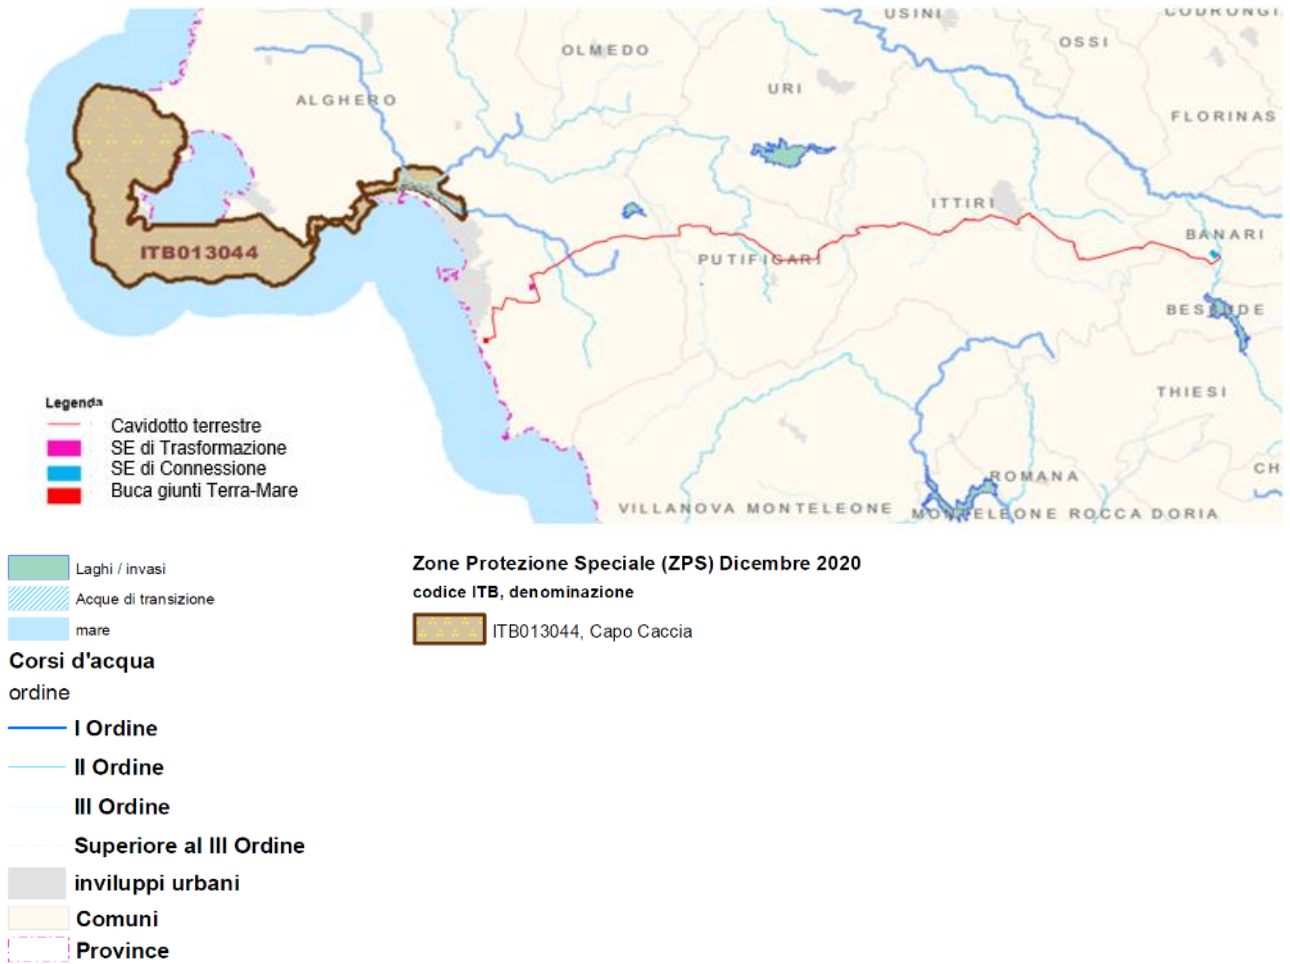 USINI
OLMEDO
OSSI
URI
ALGHERO
FLORINAS
ITTIRI
BANARI
ITB013044
PUTIFIGARI
BESSUDE
THIESI
Legenda
Cavidotto terrestre
SE di Trasformazione
SE di Connessione
Buca giunti Terra-Mare
CH
ROMANA
VILLANOVA MONTELEONE
MONTELEONE ROCCA DORIA
Laghi / invasi
Acque di transizione
mare
Corsi d'acqua
ordine
I Ordine
II Ordine
III Ordine
Superiore al III Ordine
inviluppi urbani
Comuni
Province
Zone Protezione Speciale (ZPS) Dicembre 2020
codice ITB, denominazione
ITB013044, Capo Caccia